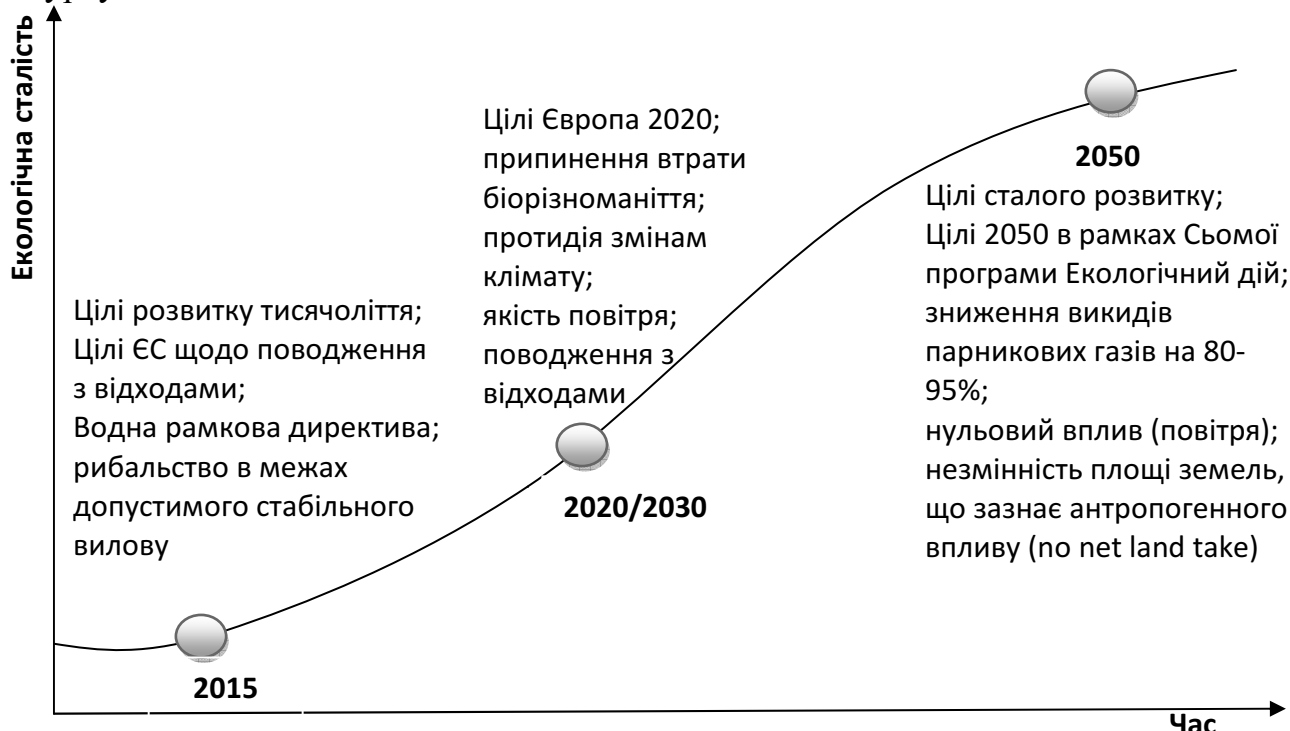 Екологічна сталість
Цілі розвитку тисячоліття;
Цілі ЄС щодо поводження
з відходами;
Водна рамкова директива;
рибальство в межах
допустимого стабільного
вилову
2015
Цілі Європа 2020;
припинення втрати
біорізноманіття;
протидія змінам
клімату;
якість повітря;
поводження з
відходами
2020/2030
2050
Цілі сталого розвитку;
Цілі 2050 в рамках Сьомої
програми Екологічний дій;
зниження викидів
парникових газів на 80-
95%;
нульовий вплив (повітря);
незмінність площі земель,
що зазнає антропогенного
впливу (no net land take)
Час